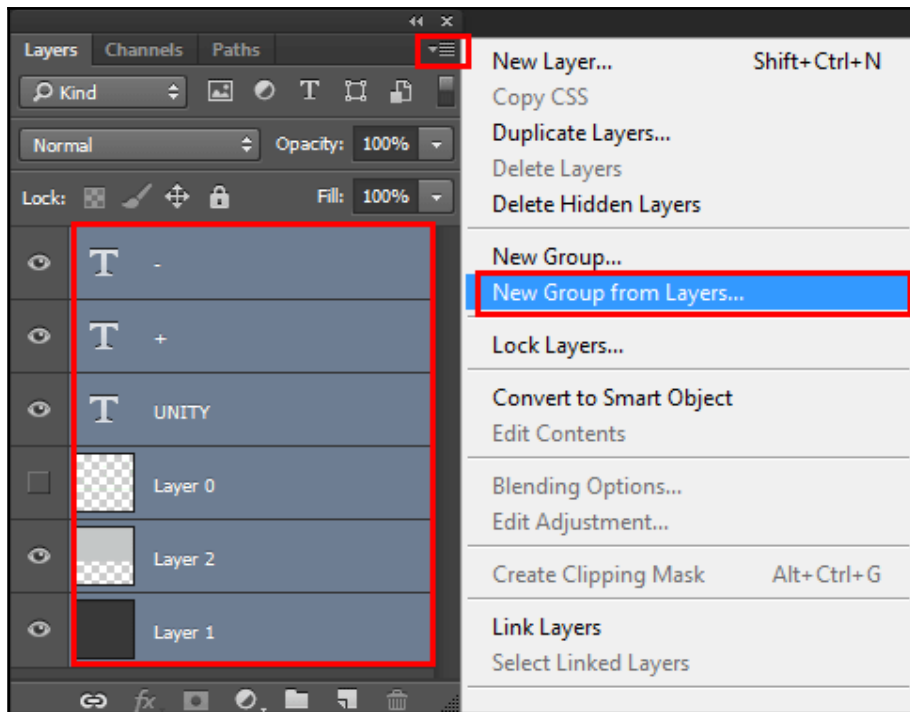 Layers Channels Paths
Kind T
Normal Opacity: 100%
Lock: Fill: 100%
T -
T +
T UNITY
Layer 0
Layer 2
Layer 1
fx
New Layer... Shift+Ctrl+N
Copy CSS
Duplicate Layers...
Delete Layers
Delete Hidden Layers
New Group...
New Group from Layers...
Lock Layers...
Convert to Smart Object
Edit Contents
Blending Options...
Edit Adjustment...
Create Clipping Mask Alt+Ctrl+G
Link Layers
Select Linked Layers